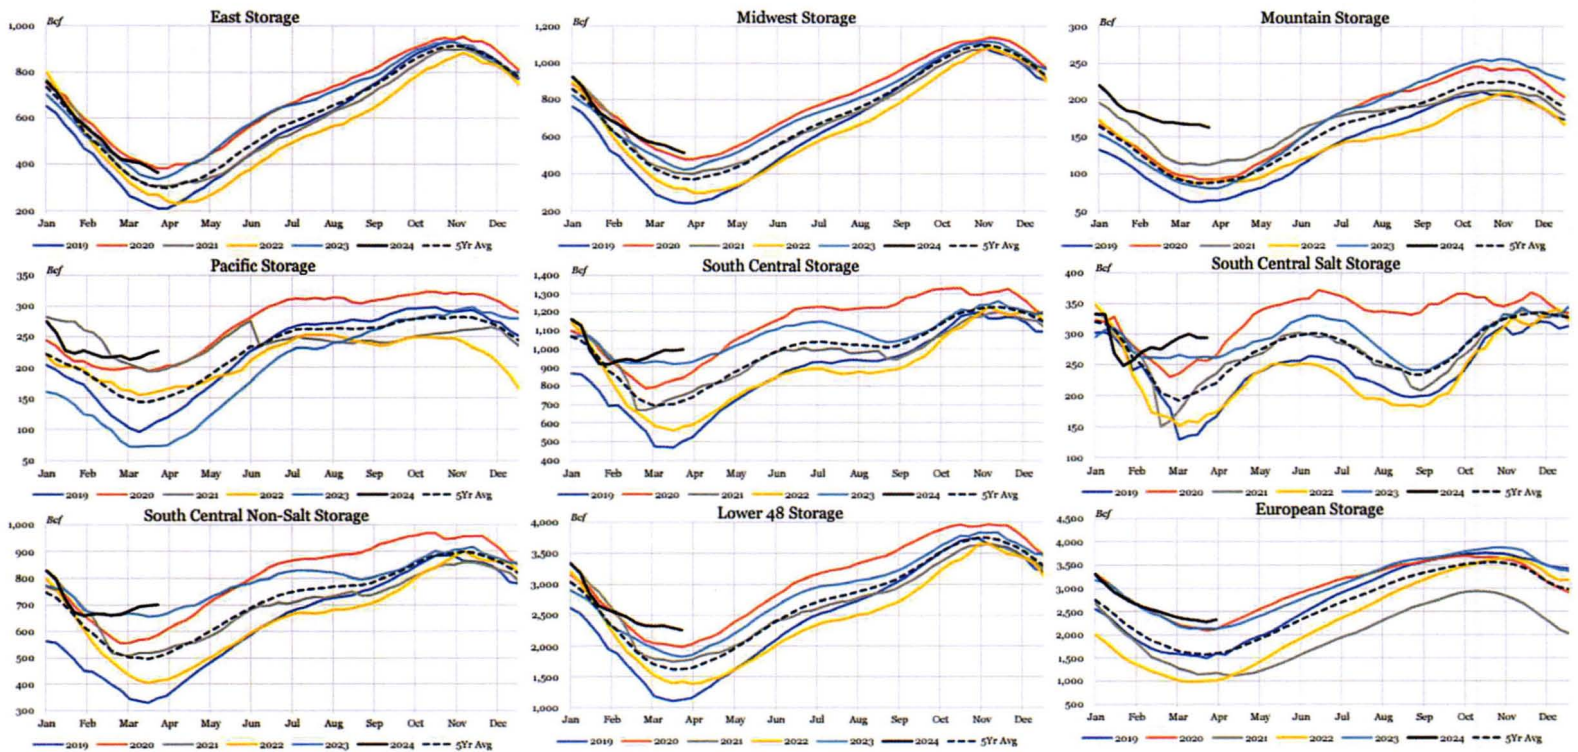 East Storage
Bcf
1,000
800
600
400
200
Jan Feb Mar Apr May Jun Jul Aug Sep Oct Nov Dec
2019 2020 2021 2022 2023 2024 5Yr Avg
Midwest Storage
Bcf
1,200
1,000
800
600
400
200
Jan Feb Mar Apr May Jun Jul Aug Sep Oct Nov Dec
2019 2020 2021 2022 2023 2024 5Yr Avg
Mountain Storage
Bcf
300
250
200
150
100
50
Jan Feb Mar Apr May Jun Jul Aug Sep Oct Nov Dec
2019 2020 2021 2022 2023 2024 5Yr Avg
Pacific Storage
Bcf
350
300
250
200
150
100
50
Jan Feb Mar Apr May Jun Jul Aug Sep Oct Nov Dec
2019 2020 2021 2022 2023 2024 5Yr Avg
South Central Storage
Bcf
1,400
1,300
1,200
1,100
1,000
900
800
700
600
500
400
Jan Feb Mar Apr May Jun Jul Aug Sep Oct Nov Dec
2019 2020 2021 2022 2023 2024 5Yr Avg
South Central Salt Storage
Bcf
400
350
300
250
200
150
100
Jan Feb Mar Apr May Jun Jul Aug Sep Oct Nov Dec
2019 2020 2021 2022 2023 2024 5Yr Avg
South Central Non-Salt Storage
Bcf
1,000
900
800
700
600
500
400
300
Jan Feb Mar Apr May Jun Jul Aug Sep Oct Nov Dec
2019 2020 2021 2022 2023 2024 5Yr Avg
Lower 48 Storage
Bcf
4,000
3,500
3,000
2,500
2,000
1,500
1,000
Jan Feb Mar Apr May Jun Jul Aug Sep Oct Nov Dec
2019 2020 2021 2022 2023 2024 5Yr Avg
European Storage
Bcf
4,500
4,000
3,500
3,000
2,500
2,000
1,500
1,000
500
Jan Feb Mar Apr May Jun Jul Aug Sep Oct Nov Dec
2019 2020 2021 2022 2023 2024 5Yr Avg